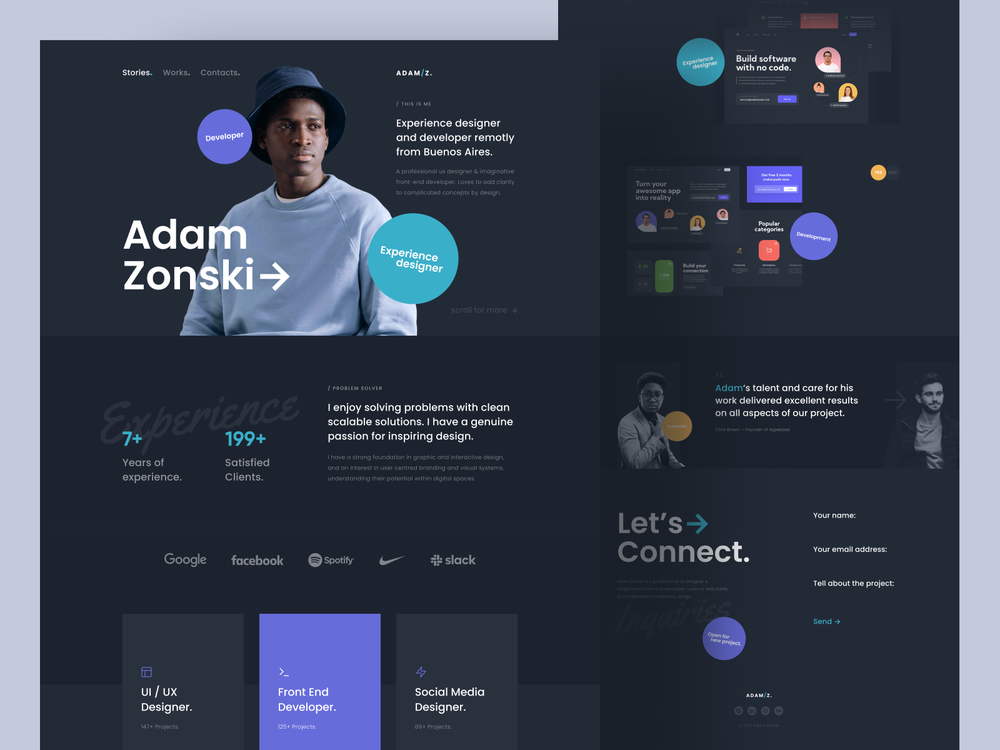 Stories.
Works.
Contacts.
ADAM/Z.
Developer
/ THIS IS ME
Experience designer
and developer remotly
from Buenos Aires.
A professional ux designer & imaginative
front-end developer. Loves to add clarity
to complicated concepts by design.
Adam
Zonski→
Experience
designer
scroll for more ↓
Experience
7+
Years of
experience.
199+
Satisfied
Clients.
/ PROBLEM SOLVER
I enjoy solving problems with clean
scalable solutions. I have a genuine
passion for inspiring design.
I have a strong foundation in graphic and interactive design,
and an interest in user centred branding and visual systems,
understanding their potential within digital spaces.
Google
facebook
Spotify
slack
UI / UX
Designer.
147+ Projects.
Front End
Developer.
125+ Projects.
Social Media
Designer.
89+ Projects.
Experience
designer
Build software
with no code.
Turn your
awesome app
into reality
Get free 2 months
Popular
categories
Development
Build your
connection
Adam's talent and care for his
work delivered excellent results
on all aspects of our project.
Let's→
Connect.
Inquiries
Open for
new project.
Your name:
Your email address:
Tell about the project:
Send →
ADAM/Z.